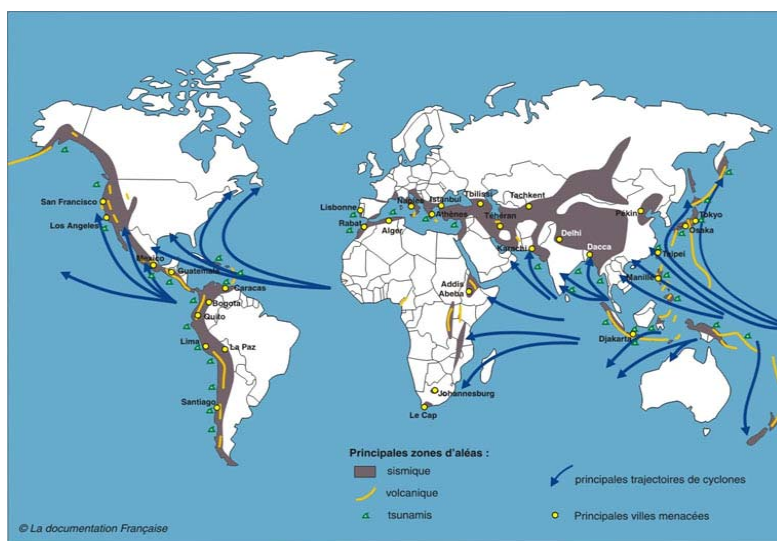 San Francisco
Los Angeles
Mexico
Guatemala
Caracas
Bogota
Quito
Lima
La Paz
Santiago
Lisbonne
Rabat
Alger
Naples
Istanbul
Athènes
Tbilissi
Tachkent
Téhéran
Karachi
Delhi
Dacca
Pékin
Tokyo
Osaka
Taipei
Manille
Djakarta
Addis
Abeba
Johannesburg
Le Cap
Principales zones d'aléas :
sismique
volcanique
tsunamis
principales trajectoires de cyclones
Principales villes menacées
© La documentation Française